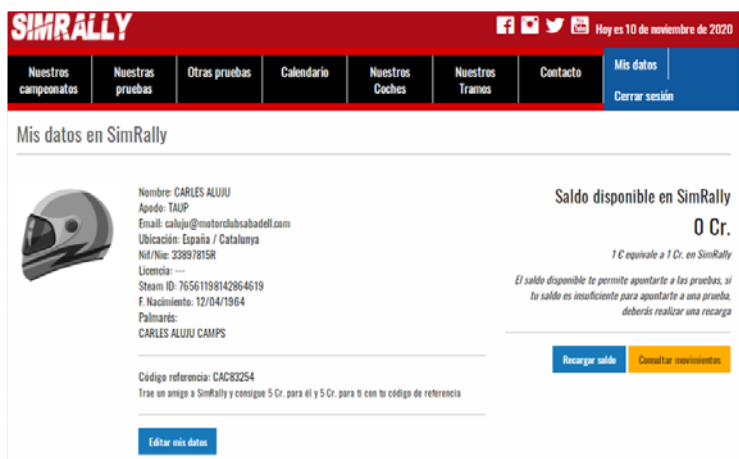 SIMRALLY
Hoy es 10 de noviembre de 2020
Nuestros campeonatos
Nuestras pruebas
Otras pruebas
Calendario
Nuestros Coches
Nuestros Tramos
Contacto
Mis datos
Cerrar sesión
Mis datos en SimRally
Nombre: CARLES ALUJU
Apodo: TAUP
Email: caluju@motorclubsabadell.com
Ubicación: España / Catalunya
Nif/Nie: 33897815R
Licencia: ---
Steam ID: 76561198142864619
F. Nacimiento: 12/04/1964
Palmarés:
CARLES ALUJU CAMPS
Código referencia: CAC83254
Trae un amigo a SimRally y consigue 5 Cr. para él y 5 Cr. para ti con tu código de referencia
Editar mis datos
Saldo disponible en SimRally
0 Cr.
1 € equivale a 1 Cr. en SimRally
El saldo disponible te permite apuntarte a las pruebas, si
tu saldo es insuficiente para apuntarte a una prueba,
deberás realizar una recarga
Recargar saldo
Consultar movimientos